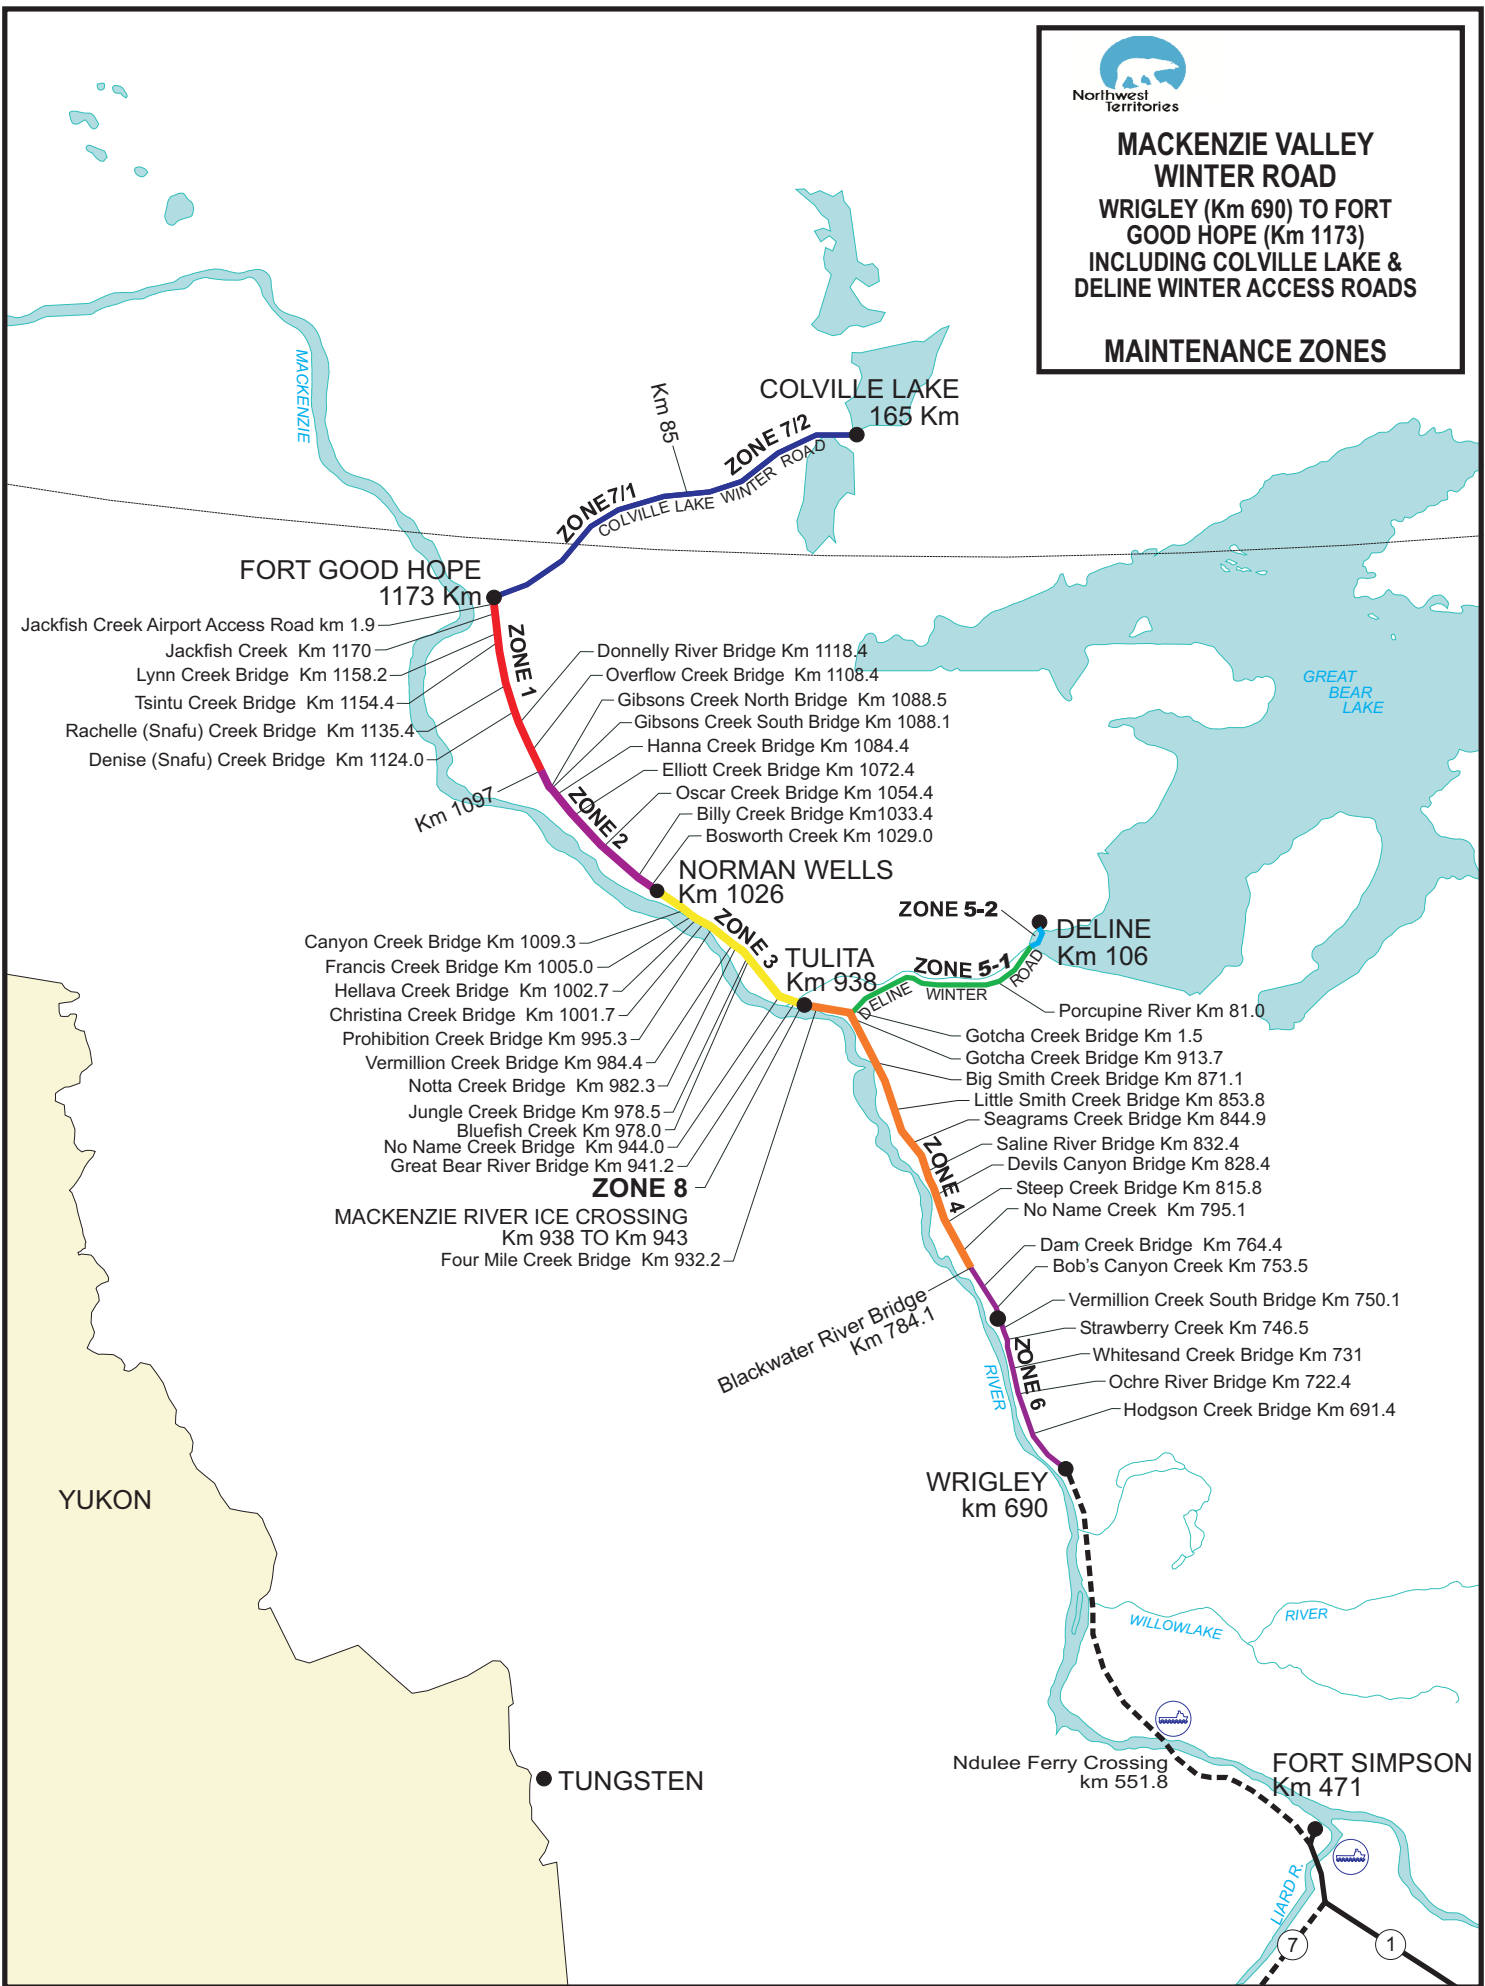 Northwest
Territories
MACKENZIE VALLEY
WINTER ROAD
WRIGLEY (Km 690) TO FORT
GOOD HOPE (Km 1173)
INCLUDING COLVILLE LAKE &
DELINE WINTER ACCESS ROADS
MAINTENANCE ZONES
MACKENZIE
COLVILLE LAKE
165 Km
Km 85
ZONE 7/2
ZONE 7/1
COLVILLE LAKE WINTER ROAD
FORT GOOD HOPE
1173 Km
Jackfish Creek Airport Access Road km 1.9
Jackfish Creek Km 1170
Lynn Creek Bridge Km 1158.2
Tsintu Creek Bridge Km 1154.4
Rachelle (Snafu) Creek Bridge Km 1135.4
Denise (Snafu) Creek Bridge Km 1124.0
ZONE 1
Donnelly River Bridge Km 1118.4
Overflow Creek Bridge Km 1108.4
Gibsons Creek North Bridge Km 1088.5
Gibsons Creek South Bridge Km 1088.1
Hanna Creek Bridge Km 1084.4
Elliott Creek Bridge Km 1072.4
Oscar Creek Bridge Km 1054.4
Billy Creek Bridge Km1033.4
Bosworth Creek Km 1029.0
Km 1097
ZONE 2
GREAT
BEAR
LAKE
NORMAN WELLS
Km 1026
ZONE 3
Canyon Creek Bridge Km 1009.3
Francis Creek Bridge Km 1005.0
Hellava Creek Bridge Km 1002.7
Christina Creek Bridge Km 1001.7
Prohibition Creek Bridge Km 995.3
Vermillion Creek Bridge Km 984.4
Notta Creek Bridge Km 982.3
Jungle Creek Bridge Km 978.5
Bluefish Creek Km 978.0
No Name Creek Bridge Km 944.0
Great Bear River Bridge Km 941.2
ZONE 8
MACKENZIE RIVER ICE CROSSING
Km 938 TO Km 943
Four Mile Creek Bridge Km 932.2
TULITA
Km 938
ZONE 5-2
DELINE
Km 106
ZONE 5-1
DELINE WINTER ROAD
Porcupine River Km 81.0
Gotcha Creek Bridge Km 1.5
Gotcha Creek Bridge Km 913.7
Big Smith Creek Bridge Km 871.1
Little Smith Creek Bridge Km 853.8
Seagrams Creek Bridge Km 844.9
Saline River Bridge Km 832.4
Devils Canyon Bridge Km 828.4
Steep Creek Bridge Km 815.8
No Name Creek Km 795.1
ZONE 4
Dam Creek Bridge Km 764.4
Bob's Canyon Creek Km 753.5
Vermillion Creek South Bridge Km 750.1
Strawberry Creek Km 746.5
Whitesand Creek Bridge Km 731
Ochre River Bridge Km 722.4
Hodgson Creek Bridge Km 691.4
Blackwater River Bridge
Km 784.1
ZONE 6
RIVER
WRIGLEY
km 690
YUKON
WILLOWLAKE
RIVER
Ndulee Ferry Crossing
km 551.8
FORT SIMPSON
Km 471
TUNGSTEN
LIARD R.
7
1